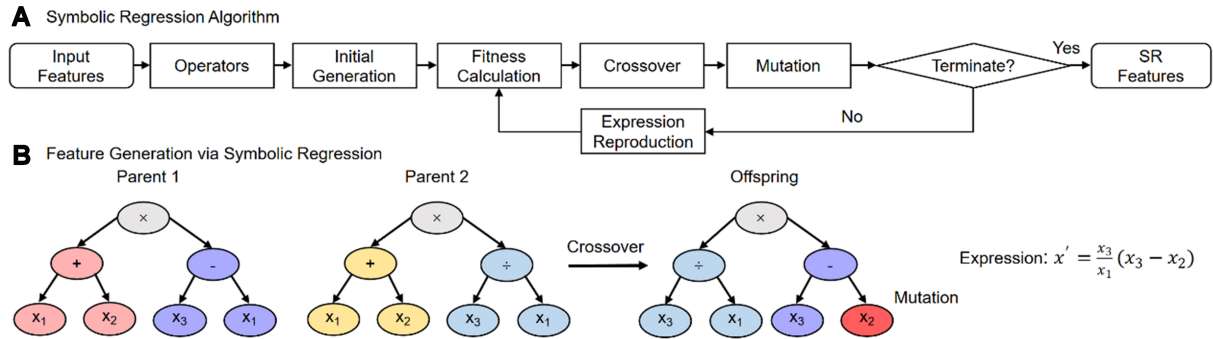 A Symbolic Regression Algorithm
Input
Features
Operators
Initial
Generation
Fitness
Calculation
Crossover
Mutation
Terminate?
Yes
SR
Features
No
Expression
Reproduction
B Feature Generation via Symbolic Regression
Parent 1
Parent 2
Offspring
×
×
×
Crossover
+
-
+
÷
÷
-
Expression: x′ = x₃/x₁ (x₃ − x₂)
Mutation
x₁
x₂
x₃
x₁
x₁
x₂
x₃
x₁
x₃
x₁
x₃
x₂